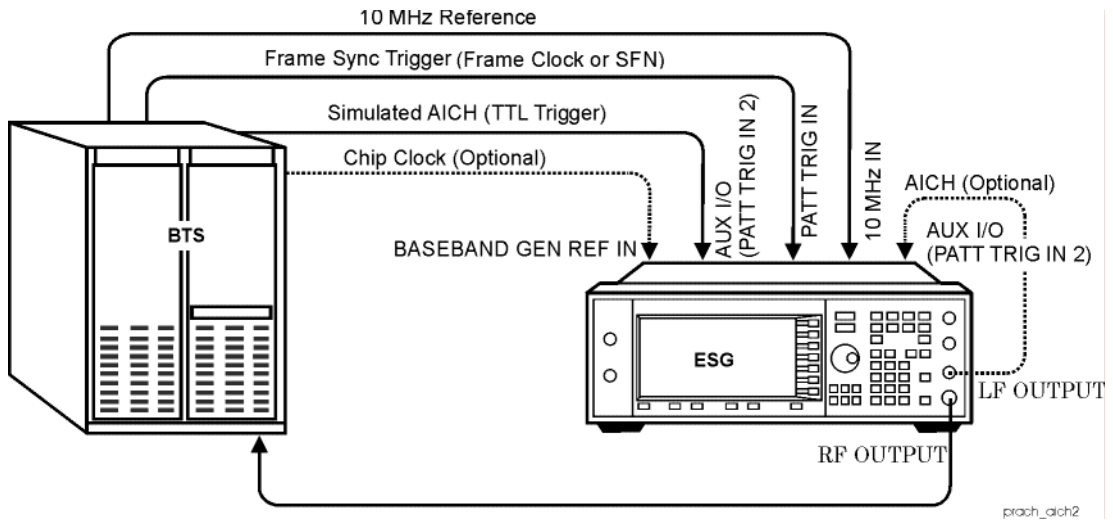 10 MHz Reference
Frame Sync Trigger (Frame Clock or SFN)
Simulated AICH (TTL Trigger)
Chip Clock (Optional)
BTS
BASEBAND GEN REF IN
AUX I/O
(PATT TRIG IN 2)
PATT TRIG IN
10 MHz IN
AICH (Optional)
AUX I/O
(PATT TRIG IN 2)
ESG
LF OUTPUT
RF OUTPUT
prach_aich2